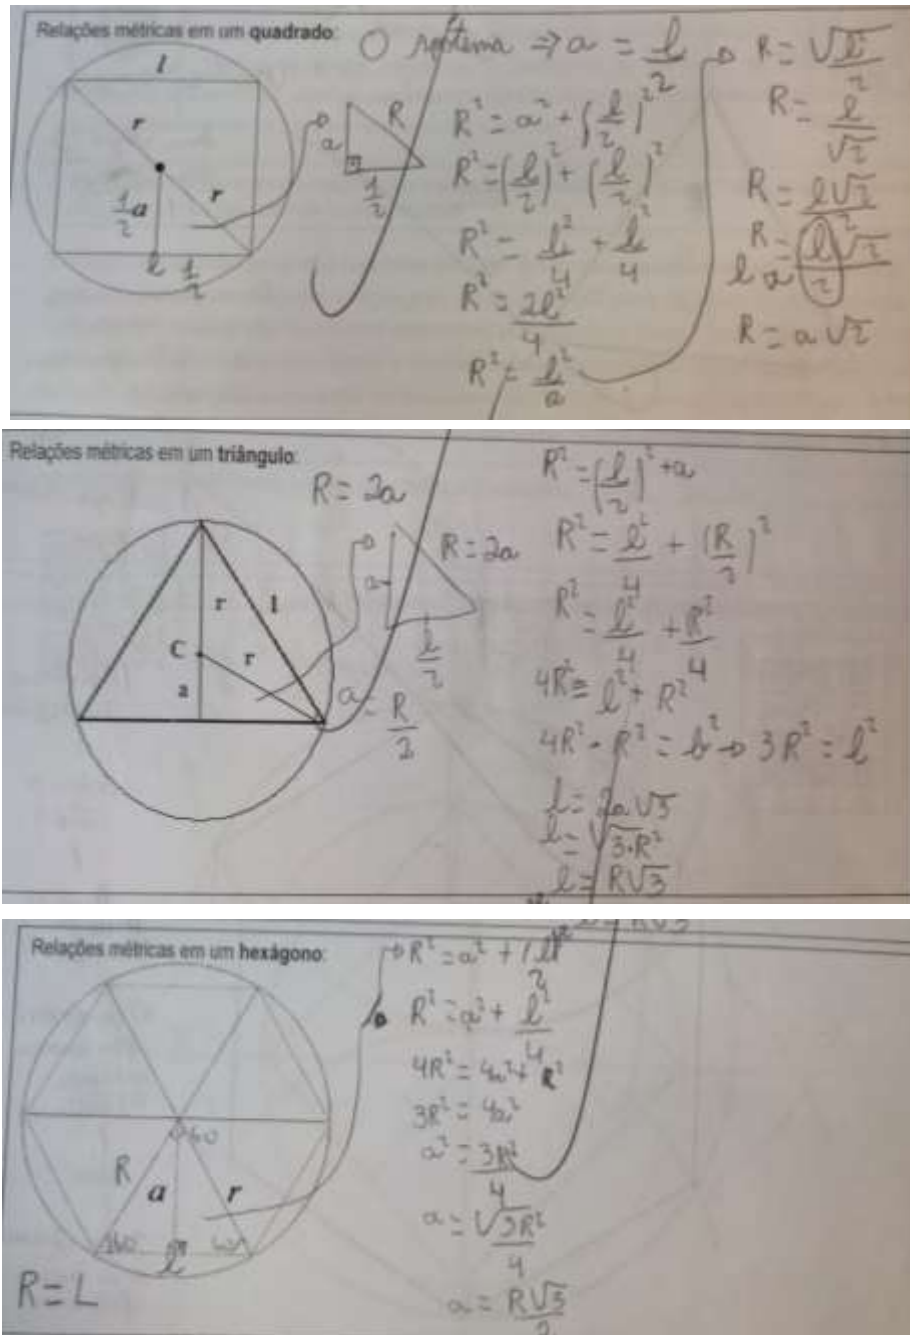 Relações métricas em um quadrado:
O apótema ⇒ a = l/2
l
r
r
1/2 a
l 1/2
a
R
1/2
R² = a² + (l/2)²
R² = (l/2)² + (l/2)²
R² = l²/4 + l²/4
R² = 2l²/4
R² = l²/a
R = √l²/2
R = l/√2
R = l√2/2
R = l√2/2
l a
R = a√2
Relações métricas em um triângulo:
R = 2a
r
l
C
r
a
a = R/2
a
R = 2a
l/2
R² = (l/2)² + a
R² = l²/4 + (R/2)²
R² = l²/4 + R²/4
4R² = l² + R²
4R² - R² = l² → 3R² = l²
l = 2a√3
l = √3·R²
l = R√3
Relações métricas em um hexágono:
60
R
a
r
60
60
l
R = L
R² = a² + (l/2)²
R² = a² + l²/4
4R² = 4a² + R²
3R² = 4a²
a² = 3R²/4
a = √3R²/4
a = R√3/2